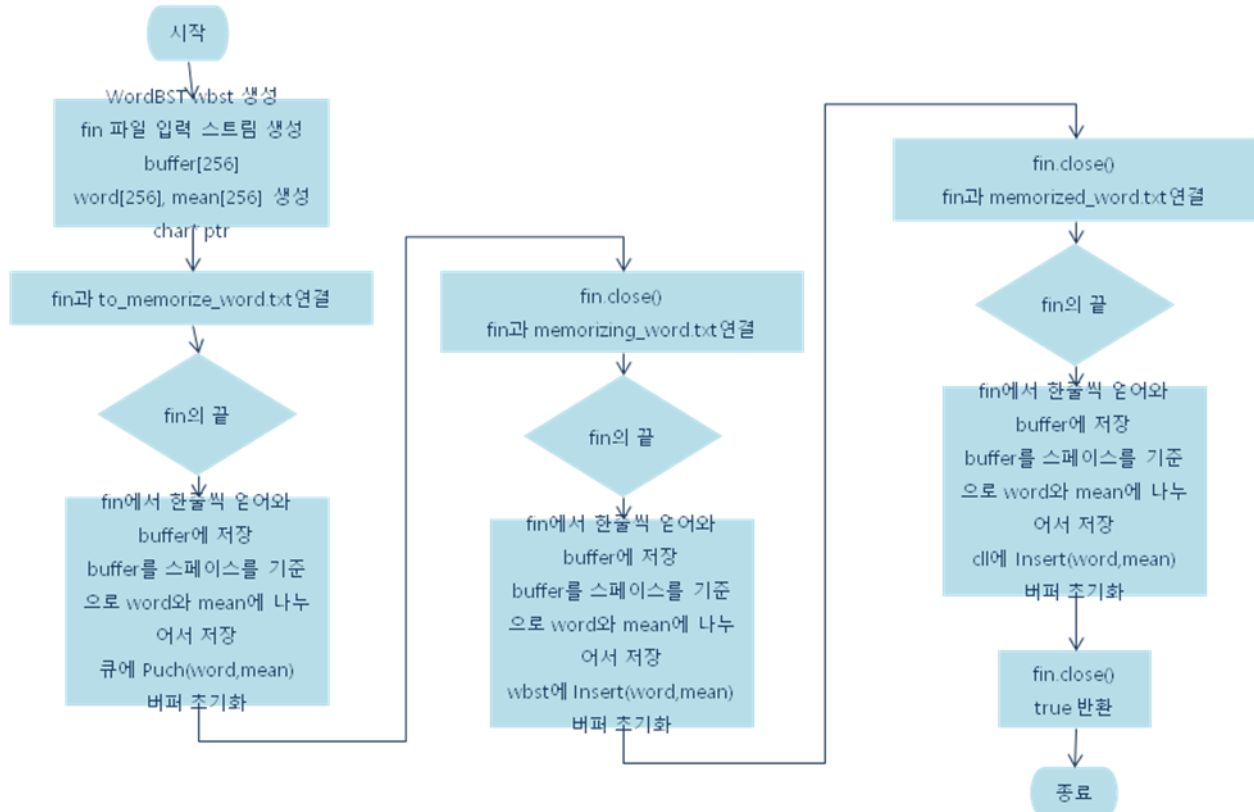 시작
WordBST wbst 생성
fin 파일 입력 스트림 생성
buffer[256]
word[256], mean[256] 생성
char* ptr
fin과 to_memorize_word.txt연결
fin의 끝
fin에서 한줄씩 얻어와
buffer에 저장
buffer를 스페이스를 기준
으로 word와 mean에 나누
어서 저장
큐에 Puch(word,mean)
버퍼 초기화
fin.close()
fin과 memorizing_word.txt연결
fin의 끝
fin에서 한줄씩 얻어와
buffer에 저장
buffer를 스페이스를 기준
으로 word와 mean에 나누
어서 저장
wbst에 Insert(word,mean)
버퍼 초기화
fin.close()
fin과 memorized_word.txt연결
fin의 끝
fin에서 한줄씩 얻어와
buffer에 저장
buffer를 스페이스를 기준
으로 word와 mean에 나누
어서 저장
cll에 Insert(word,mean)
버퍼 초기화
fin.close()
true 반환
종료